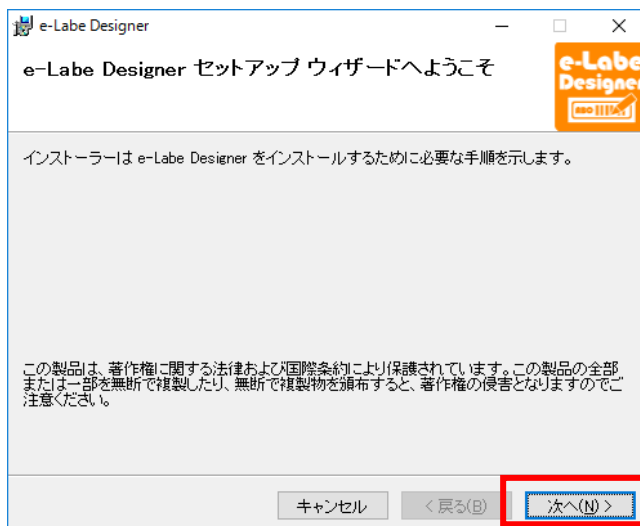 e-Labe Designer
e-Labe Designer セットアップ ウィザードへようこそ
e-Labe
Designer
ABC
インストーラーは e-Labe Designer をインストールするために必要な手順を示します。
この製品は、著作権に関する法律および国際条約により保護されています。この製品の全部
または一部を無断で複製したり、無断で複製物を頒布すると、著作権の侵害となりますのでご
注意ください。
キャンセル
< 戻る(B)
次へ(N) >